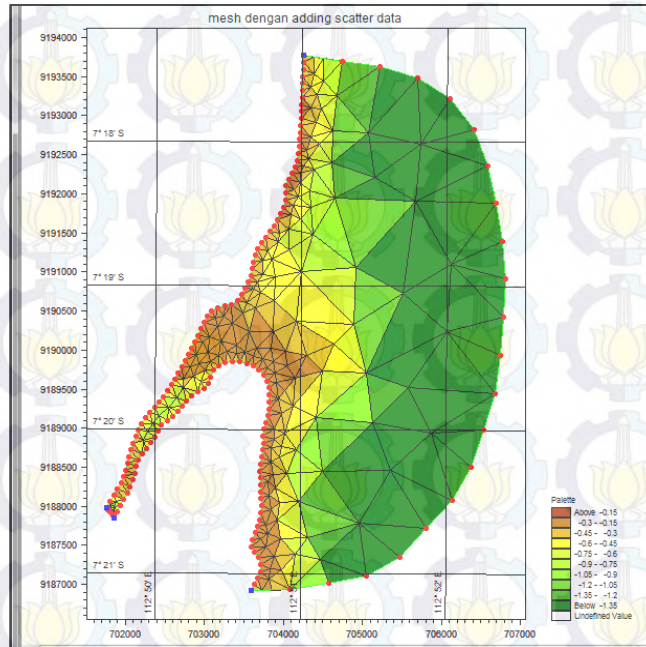 mesh dengan adding scatter data
9194000
9193500
9193000
7° 18' S
9192500
9192000
9191500
9191000
7° 19' S
9190500
9190000
9189500
7° 20' S
9189000
9188500
9188000
9187500
7° 21' S
9187000
112° 50' E
112° 52' E
702000
703000
704000
705000
706000
707000
Palette
Above -0.15
-0.3 - -0.15
-0.45 - -0.3
-0.6 - -0.45
-0.75 - -0.6
-0.9 - -0.75
-1.05 - -0.9
-1.2 - -1.05
-1.35 - -1.2
Below -1.35
Undefined Value